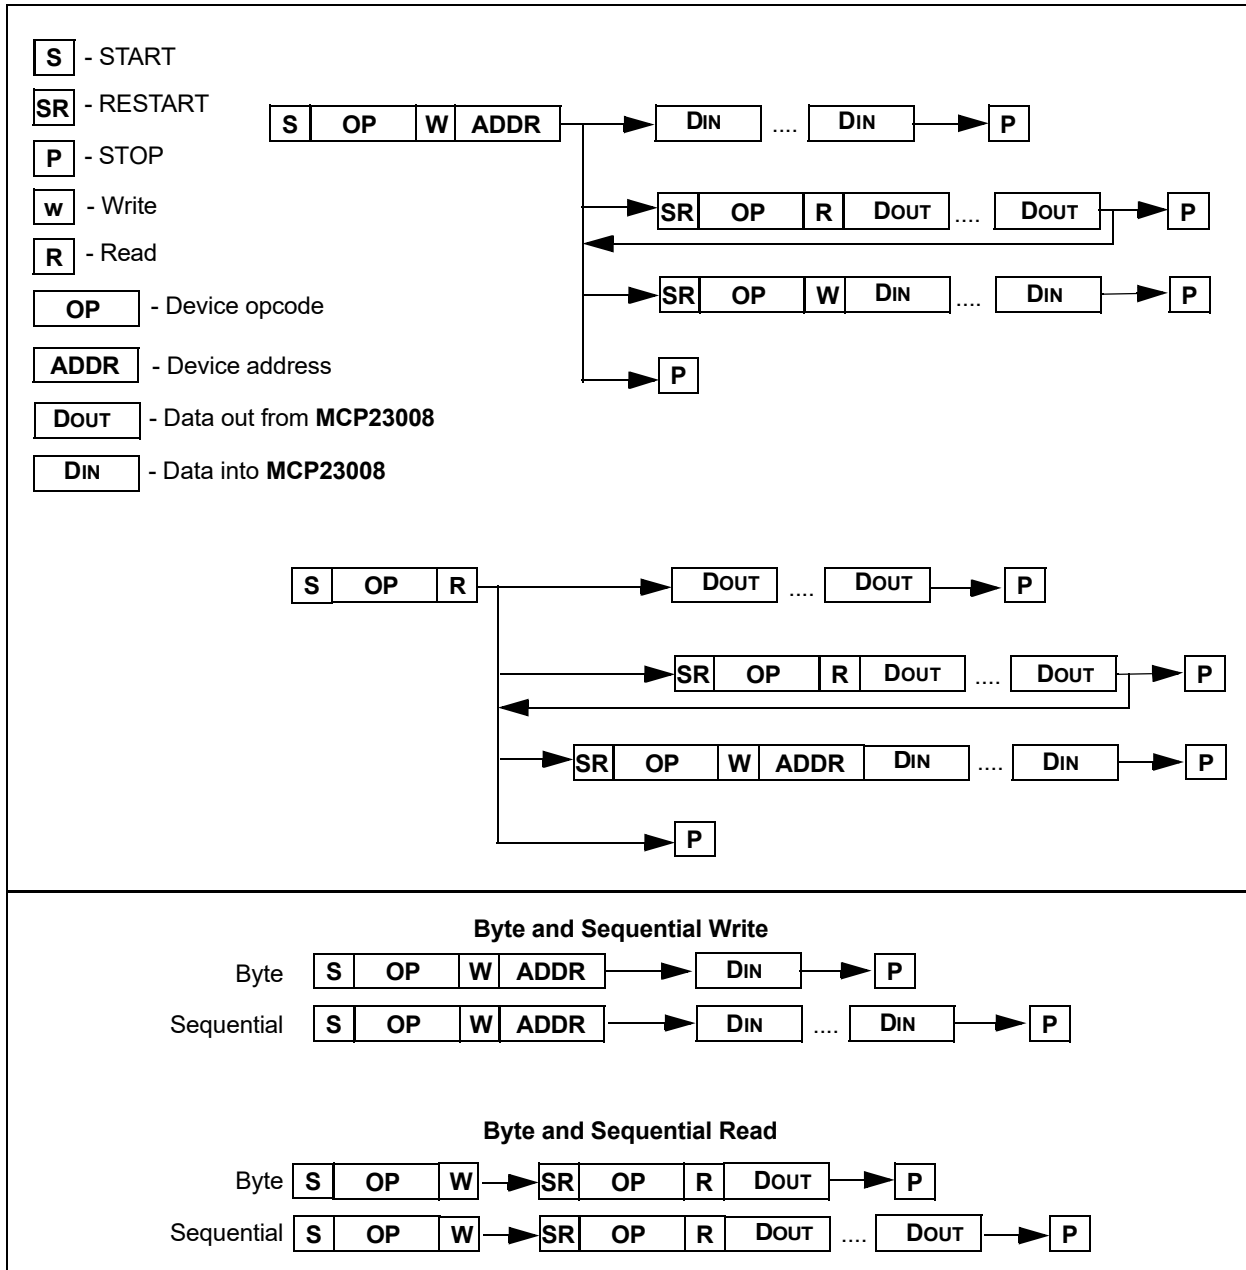 S - START
SR - RESTART
P - STOP
w - Write
R - Read
OP - Device opcode
ADDR - Device address
DOUT - Data out from MCP23008
DIN - Data into MCP23008
S OP W ADDR DIN .... DIN P
SR OP R DOUT .... DOUT P
SR OP W DIN .... DIN P
P
S OP R DOUT .... DOUT P
SR OP R DOUT .... DOUT P
SR OP W ADDR DIN .... DIN P
P
Byte and Sequential Write
Byte S OP W ADDR DIN P
Sequential S OP W ADDR DIN .... DIN P
Byte and Sequential Read
Byte S OP W SR OP R DOUT P
Sequential S OP W SR OP R DOUT .... DOUT P